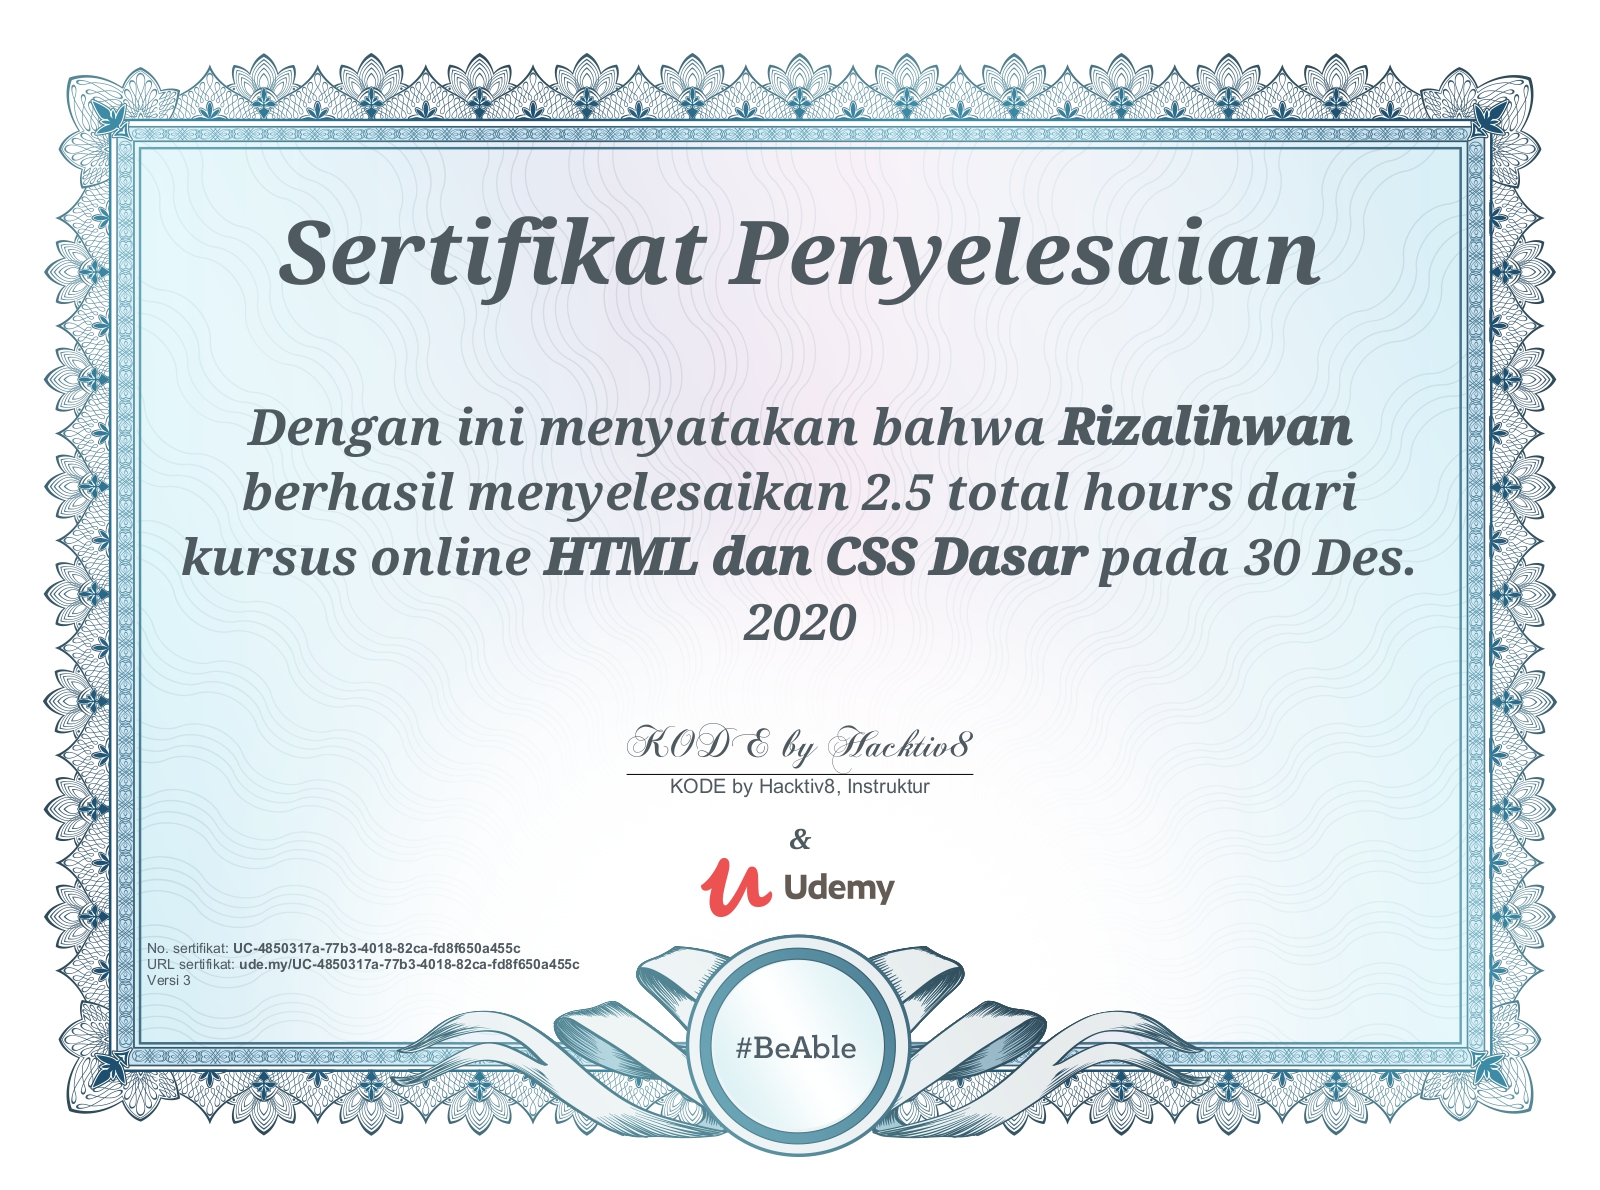 Sertifikat Penyelesaian
Dengan ini menyatakan bahwa Rizalihwan
berhasil menyelesaikan 2.5 total hours dari
kursus online HTML dan CSS Dasar pada 30 Des.
2020
KODE by Hacktiv8
KODE by Hacktiv8, Instruktur
&
Udemy
No. sertifikat: UC-4850317a-77b3-4018-82ca-fd8f650a455c
URL sertifikat: ude.my/UC-4850317a-77b3-4018-82ca-fd8f650a455c
Versi 3
#BeAble